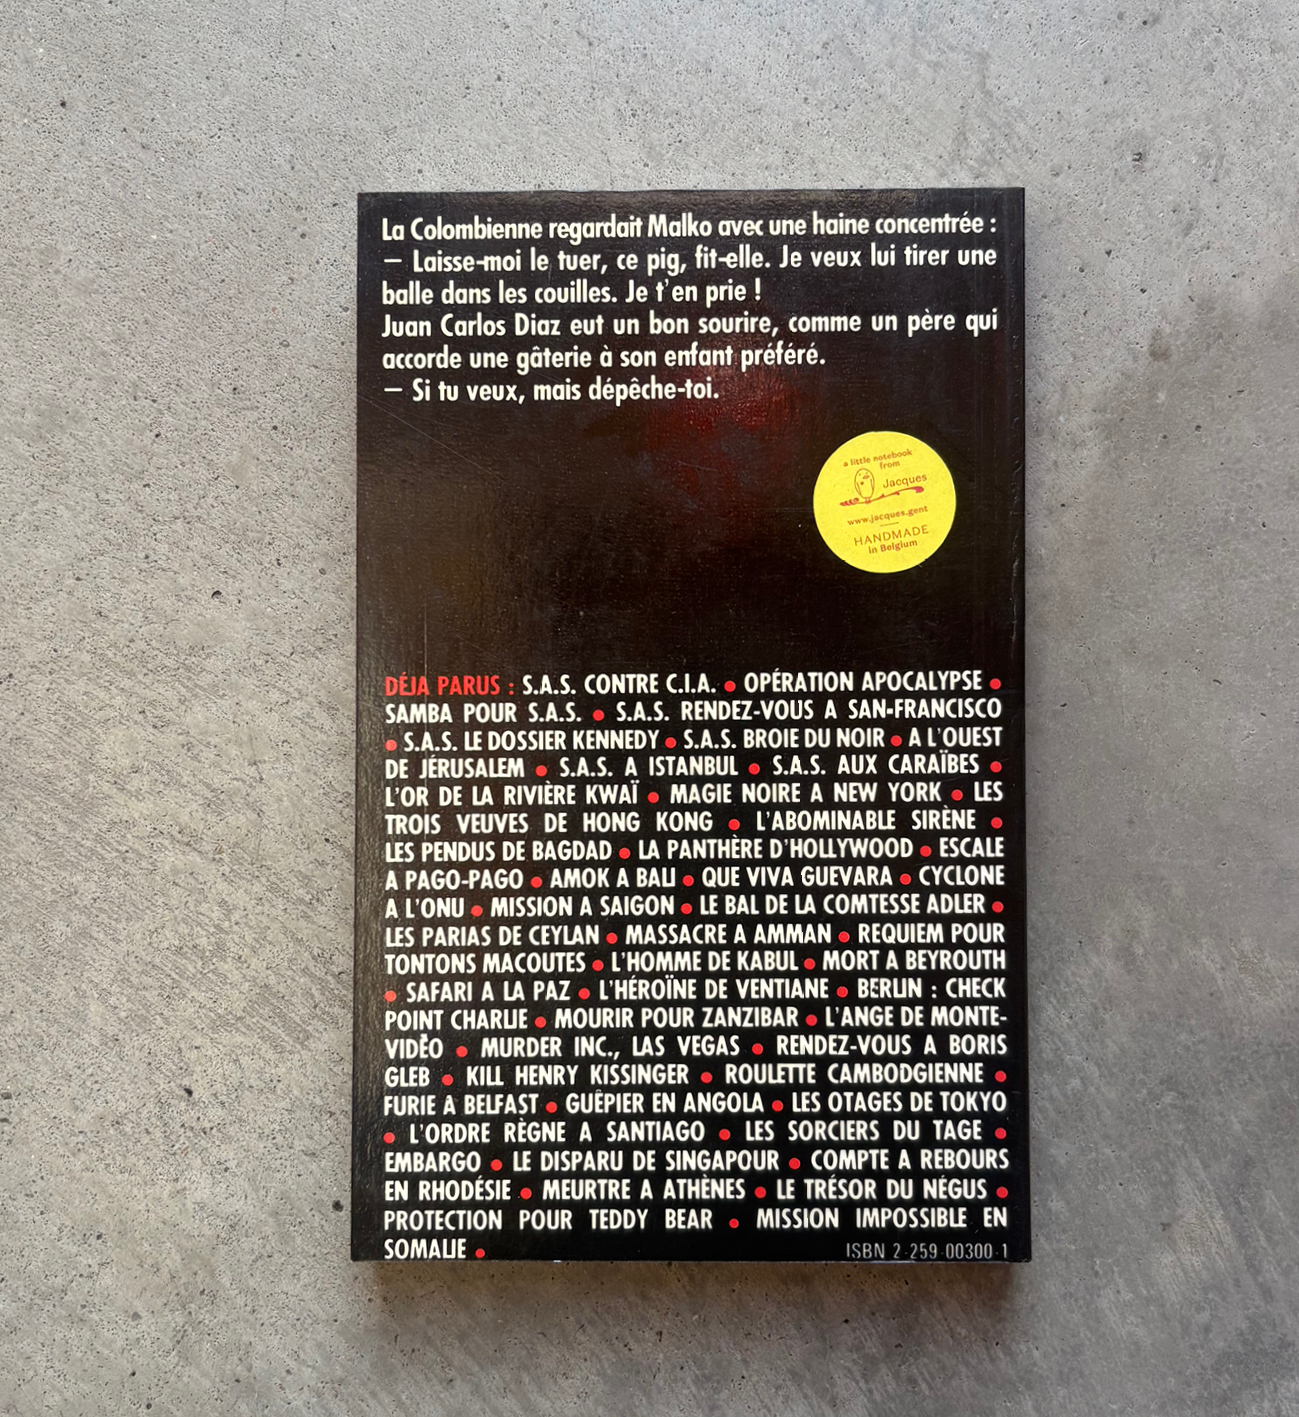 La Colombienne regardait Malko avec une haine concentrée :
— Laisse-moi le tuer, ce pig, fit-elle. Je veux lui tirer une
balle dans les couilles. Je t'en prie !
Juan Carlos Diaz eut un bon sourire, comme un père qui
accorde une gâterie à son enfant préféré.
— Si tu veux, mais dépêche-toi.
a little notebook
from
Jacques
www.jacques.gent
HANDMADE
in Belgium
DÉJA PARUS : S.A.S. CONTRE C.I.A. ● OPÉRATION APOCALYPSE ●
SAMBA POUR S.A.S. ● S.A.S. RENDEZ-VOUS A SAN-FRANCISCO
● S.A.S. LE DOSSIER KENNEDY ● S.A.S. BROIE DU NOIR ● A L'OUEST
DE JÉRUSALEM ● S.A.S. A ISTANBUL ● S.A.S. AUX CARAÏBES ●
L'OR DE LA RIVIÈRE KWAÏ ● MAGIE NOIRE A NEW YORK ● LES
TROIS VEUVES DE HONG KONG ● L'ABOMINABLE SIRÈNE ●
LES PENDUS DE BAGDAD ● LA PANTHÈRE D'HOLLYWOOD ● ESCALE
A PAGO-PAGO ● AMOK A BALI ● QUE VIVA GUEVARA ● CYCLONE
A L'ONU ● MISSION A SAIGON ● LE BAL DE LA COMTESSE ADLER ●
LES PARIAS DE CEYLAN ● MASSACRE A AMMAN ● REQUIEM POUR
TONTONS MACOUTES ● L'HOMME DE KABUL ● MORT A BEYROUTH
● SAFARI A LA PAZ ● L'HÉROÏNE DE VENTIANE ● BERLIN : CHECK
POINT CHARLIE ● MOURIR POUR ZANZIBAR ● L'ANGE DE MONTE-
VIDÉO ● MURDER INC., LAS VEGAS ● RENDEZ-VOUS A BORIS
GLEB ● KILL HENRY KISSINGER ● ROULETTE CAMBODGIENNE ●
FURIE A BELFAST ● GUÊPIER EN ANGOLA ● LES OTAGES DE TOKYO
● L'ORDRE RÈGNE A SANTIAGO ● LES SORCIERS DU TAGE ●
EMBARGO ● LE DISPARU DE SINGAPOUR ● COMPTE A REBOURS
EN RHODÉSIE ● MEURTRE A ATHÈNES ● LE TRÉSOR DU NÉGUS ●
PROTECTION POUR TEDDY BEAR ● MISSION IMPOSSIBLE EN
SOMALIE ●
ISBN 2-259-00300-1